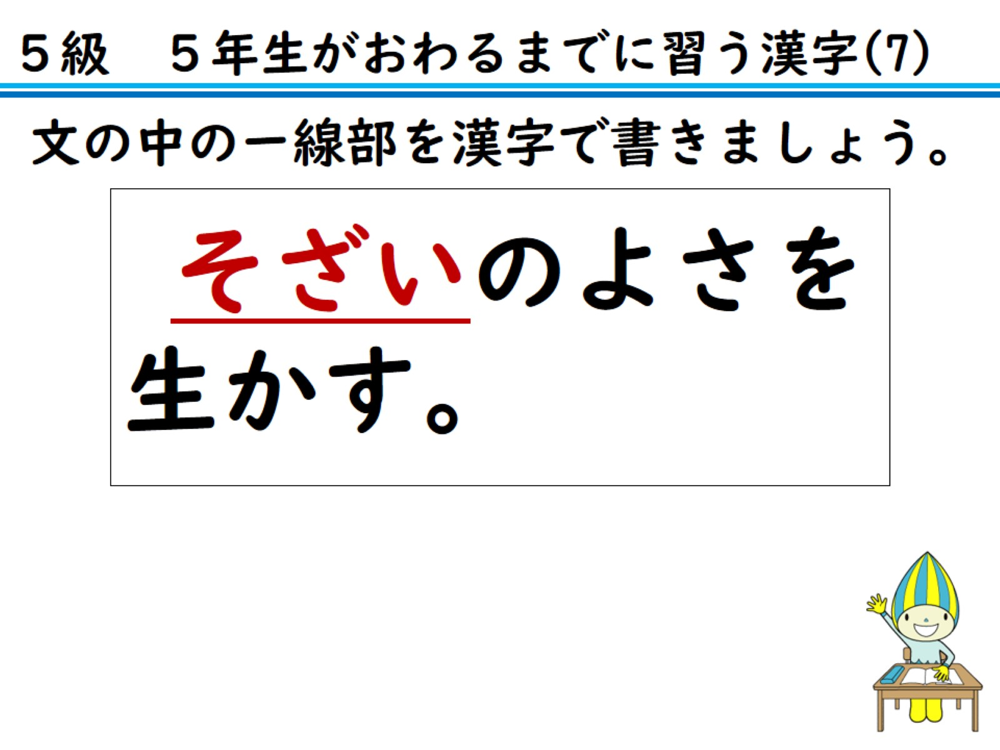 ５級　５年生がおわるまでに習う漢字(7)
文の中の一線部を漢字で書きましょう。
そざいのよさを
生かす。